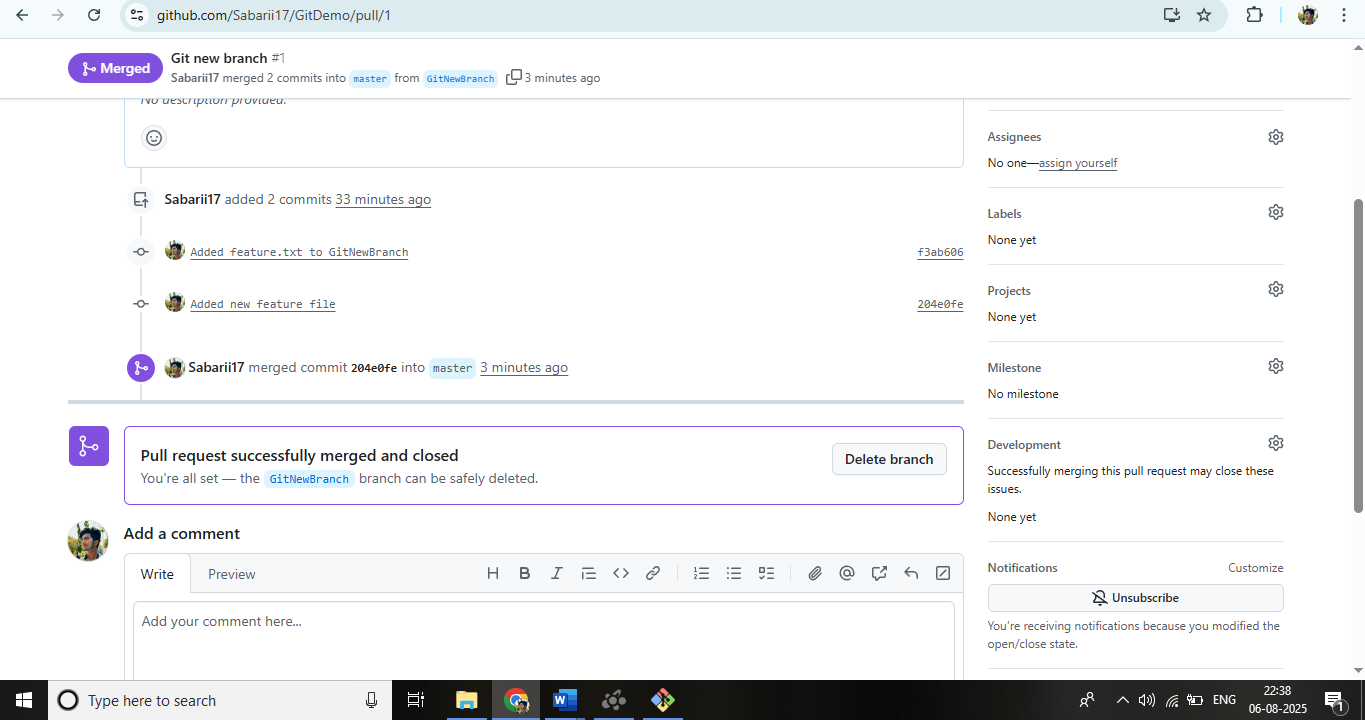 github.com/Sabarii17/GitDemo/pull/1
Merged
Git new branch #1
Sabarii17 merged 2 commits into master from GitNewBranch 3 minutes ago
No description provided.
Sabarii17 added 2 commits 33 minutes ago
Added feature.txt to GitNewBranch f3ab606
Added new feature file 204e0fe
Sabarii17 merged commit 204e0fe into master 3 minutes ago
Pull request successfully merged and closed
You're all set — the GitNewBranch branch can be safely deleted.
Delete branch
Add a comment
Write Preview
Add your comment here...
Assignees
No one—assign yourself
Labels
None yet
Projects
None yet
Milestone
No milestone
Development
Successfully merging this pull request may close these
issues.
None yet
Notifications Customize
Unsubscribe
You're receiving notifications because you modified the
open/close state.
Type here to search
ENG
22:38
06-08-2025
1